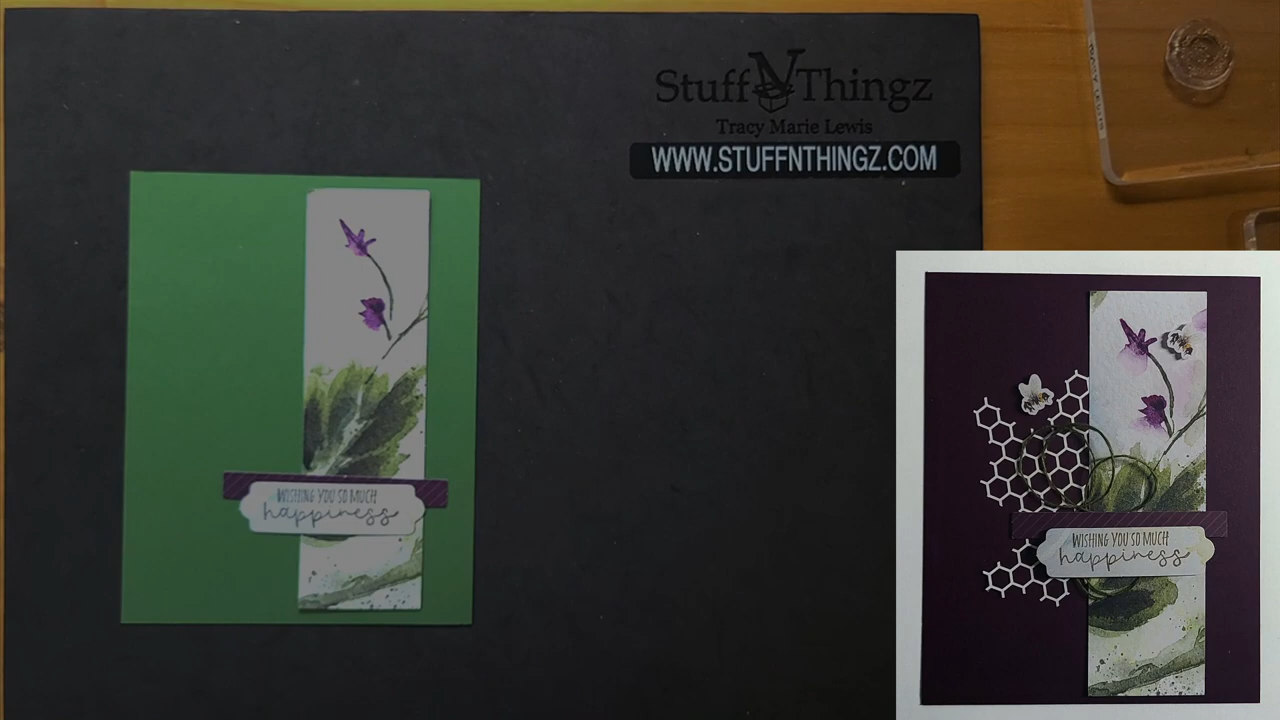 Stuff N Thingz
Tracy Marie Lewis
WWW.STUFFNTHINGZ.COM
WISHING YOU SO MUCH
happiness
WISHING YOU SO MUCH
happiness